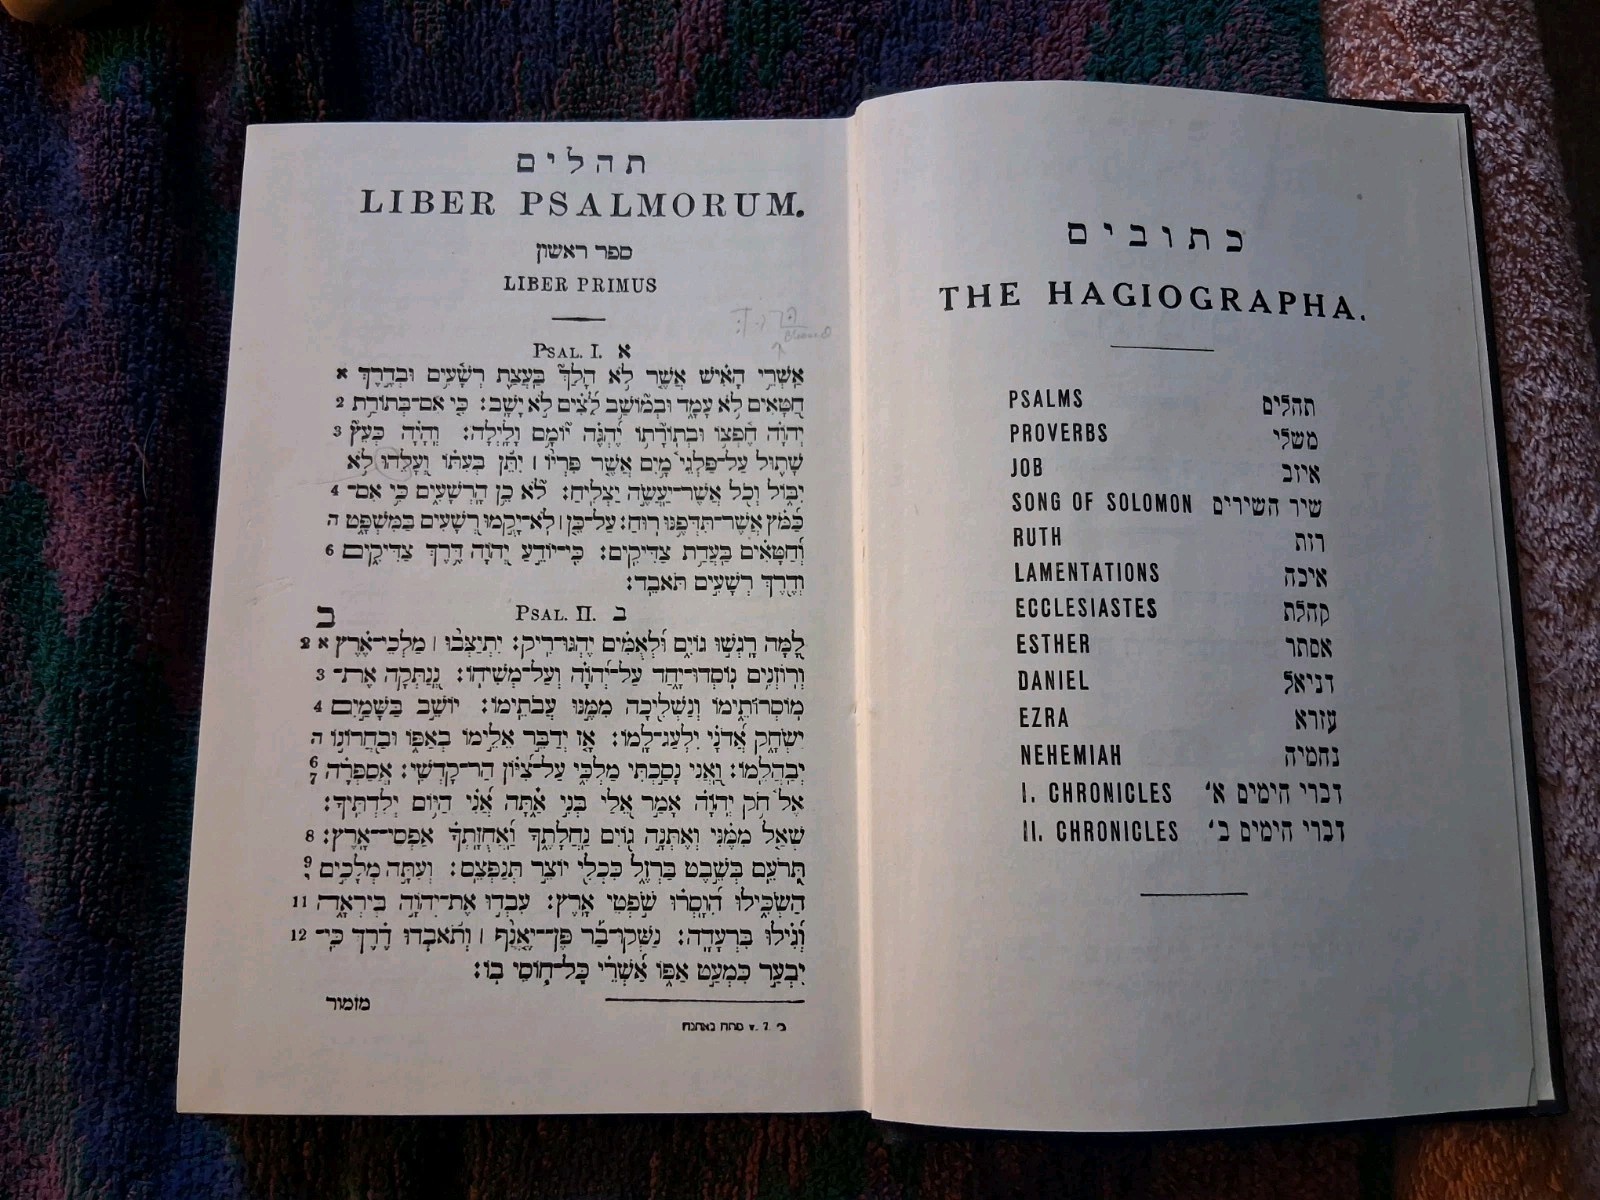 כתובים
THE HAGIOGRAPHA.
PSALMS תהלים
PROVERBS משלי
JOB איוב
SONG OF SOLOMON שיר השירים
RUTH רות
LAMENTATIONS איכה
ECCLESIASTES קהלת
ESTHER אסתר
DANIEL דניאל
EZRA עזרא
NEHEMIAH נחמיה
I. CHRONICLES דברי הימים א׳
II. CHRONICLES דברי הימים ב׳
תהלים
LIBER PSALMORUM.
ספר ראשון
LIBER PRIMUS
PSAL. I. א
אַשְׁרֵי הָאִישׁ אֲשֶׁר לֹא הָלַךְ בַּעֲצַת רְשָׁעִים וּבְדֶרֶךְ א
חַטָּאִים לֹא עָמָד וּבְמוֹשַׁב לֵצִים לֹא יָשָׁב׃ כִּי אִם־בְּתוֹרַת 2
יְהוָה חֶפְצוֹ וּבְתוֹרָתוֹ יֶהְגֶּה יוֹמָם וָלָיְלָה׃ וְהָיָה כְּעֵץ 3
שָׁתוּל עַל־פַּלְגֵי מָיִם אֲשֶׁר פִּרְיוֹ ׀ יִתֵּן בְּעִתּוֹ וְעָלֵהוּ לֹא
יִבּוֹל וְכֹל אֲשֶׁר־יַעֲשֶׂה יַצְלִיחַ׃ לֹא כֵן הָרְשָׁעִים כִּי אִם־ 4
כַּמֹּץ אֲשֶׁר־תִּדְּפֶנּוּ רוּחַ׃ עַל־כֵּן ׀ לֹא־יָקֻמוּ רְשָׁעִים בַּמִּשְׁפָּט ה
וְחַטָּאִים בַּעֲדַת צַדִּיקִים׃ כִּי־יוֹדֵעַ יְהוָה דֶּרֶךְ צַדִּיקִים 6
וְדֶרֶךְ רְשָׁעִים תֹּאבֵד׃
PSAL. II. ב
ב
לָמָּה רָגְשׁוּ גוֹיִם וּלְאֻמִּים יֶהְגּוּ־רִיק׃ יִתְיַצְּבוּ ׀ מַלְכֵי־אֶרֶץ א 2
וְרוֹזְנִים נוֹסְדוּ־יָחַד עַל־יְהוָה וְעַל־מְשִׁיחוֹ׃ נְנַתְּקָה אֶת־ 3
מוֹסְרוֹתֵימוֹ וְנַשְׁלִיכָה מִמֶּנּוּ עֲבֹתֵימוֹ׃ יוֹשֵׁב בַּשָּׁמַיִם 4
יִשְׂחָק אֲדֹנָי יִלְעַג־לָמוֹ׃ אָז יְדַבֵּר אֵלֵימוֹ בְאַפּוֹ וּבַחֲרוֹנוֹ ה
יְבַהֲלֵמוֹ׃ וַאֲנִי נָסַכְתִּי מַלְכִּי עַל־צִיּוֹן הַר־קָדְשִׁי׃ אֲסַפְּרָה 6 7
אֶל חֹק יְהוָה אָמַר אֵלַי בְּנִי אַתָּה אֲנִי הַיּוֹם יְלִדְתִּיךָ׃
שְׁאַל מִמֶּנִּי וְאֶתְּנָה גוֹיִם נַחֲלָתֶךָ וַאֲחֻזָּתְךָ אַפְסֵי־אָרֶץ׃ 8
תְּרֹעֵם בְּשֵׁבֶט בַּרְזֶל כִּכְלִי יוֹצֵר תְּנַפְּצֵם׃ וְעַתָּה מְלָכִים 9 י
הַשְׂכִּילוּ הִוָּסְרוּ שֹׁפְטֵי אָרֶץ׃ עִבְדוּ אֶת־יְהוָה בְּיִרְאָה 11
וְגִילוּ בִּרְעָדָה׃ נַשְּׁקוּ־בַר פֶּן־יֶאֱנַף ׀ וְתֹאבְדוּ דֶרֶךְ כִּי־ 12
יִבְעַר כִּמְעַט אַפּוֹ אַשְׁרֵי כָּל־חוֹסֵי בוֹ׃
מזמור
v. 7. פתח באתנח